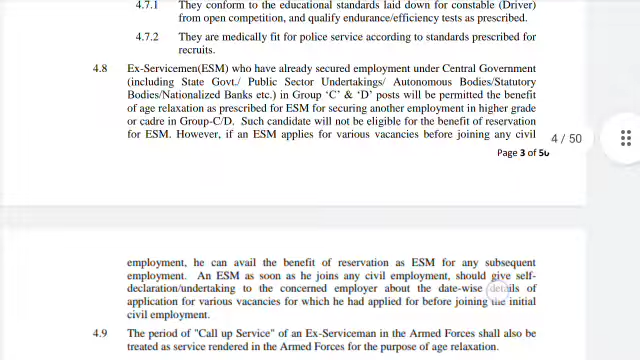 4.7.1 They conform to the educational standards laid down for constable (Driver)
from open competition, and qualify endurance/efficiency tests as prescribed.
4.7.2 They are medically fit for police service according to standards prescribed for
recruits.
4.8 Ex-Servicemen(ESM) who have already secured employment under Central Government
(including State Govt./ Public Sector Undertakings/ Autonomous Bodies/Statutory
Bodies/Nationalized Banks etc.) in Group ‘C’ & ‘D’ posts will be permitted the benefit
of age relaxation as prescribed for ESM for securing another employment in higher grade
or cadre in Group-C/D. Such candidate will not be eligible for the benefit of reservation
for ESM. However, if an ESM applies for various vacancies before joining any civil
4 / 50
Page 3 of 50
employment, he can avail the benefit of reservation as ESM for any subsequent
employment. An ESM as soon as he joins any civil employment, should give self-
declaration/undertaking to the concerned employer about the date-wise details of
application for various vacancies for which he had applied for before joining the initial
civil employment.
4.9 The period of "Call up Service" of an Ex-Serviceman in the Armed Forces shall also be
treated as service rendered in the Armed Forces for the purpose of age relaxation.